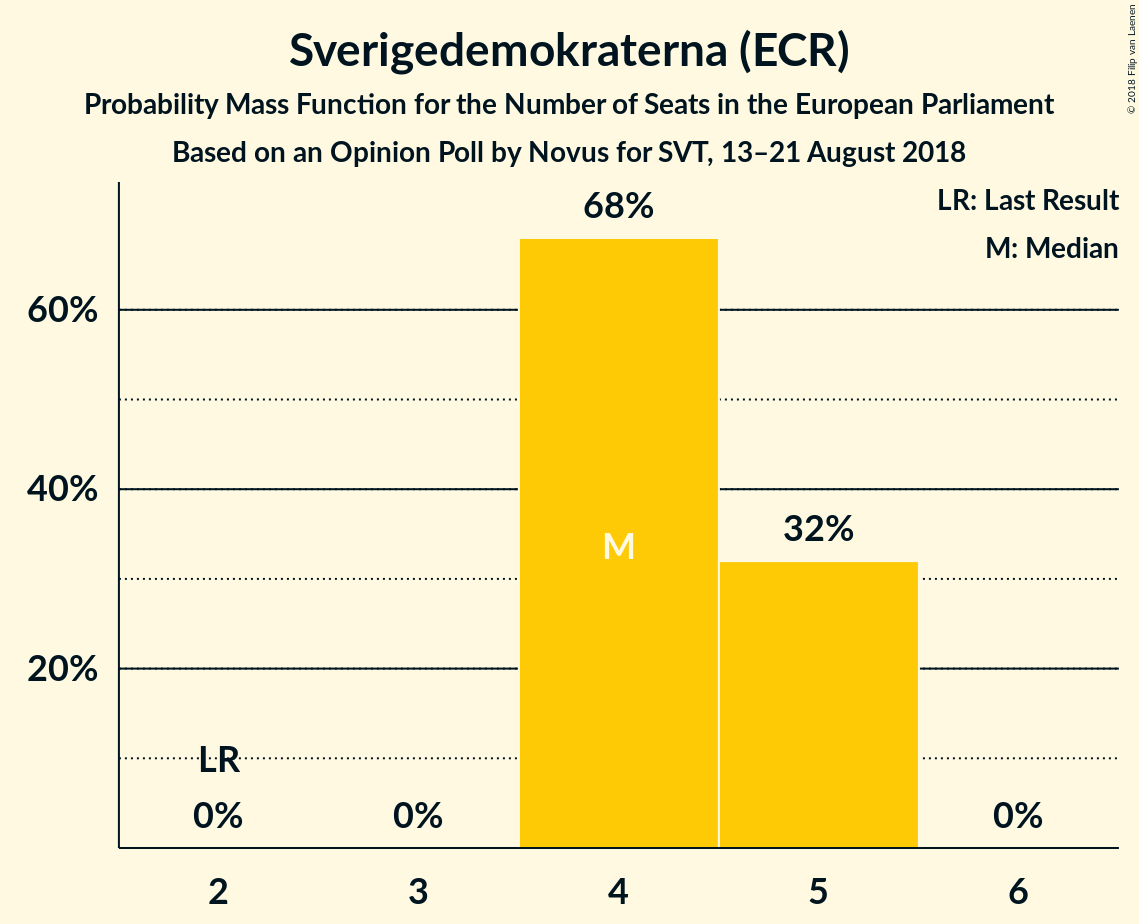 Sverigedemokraterna (ECR)
Probability Mass Function for the Number of Seats in the European Parliament
Based on an Opinion Poll by Novus for SVT, 13–21 August 2018
© 2018 Filip van Laenen
LR: Last Result
M: Median
68%
60%
40%
32%
M
20%
LR
0%
0%
0%
2
3
4
5
6